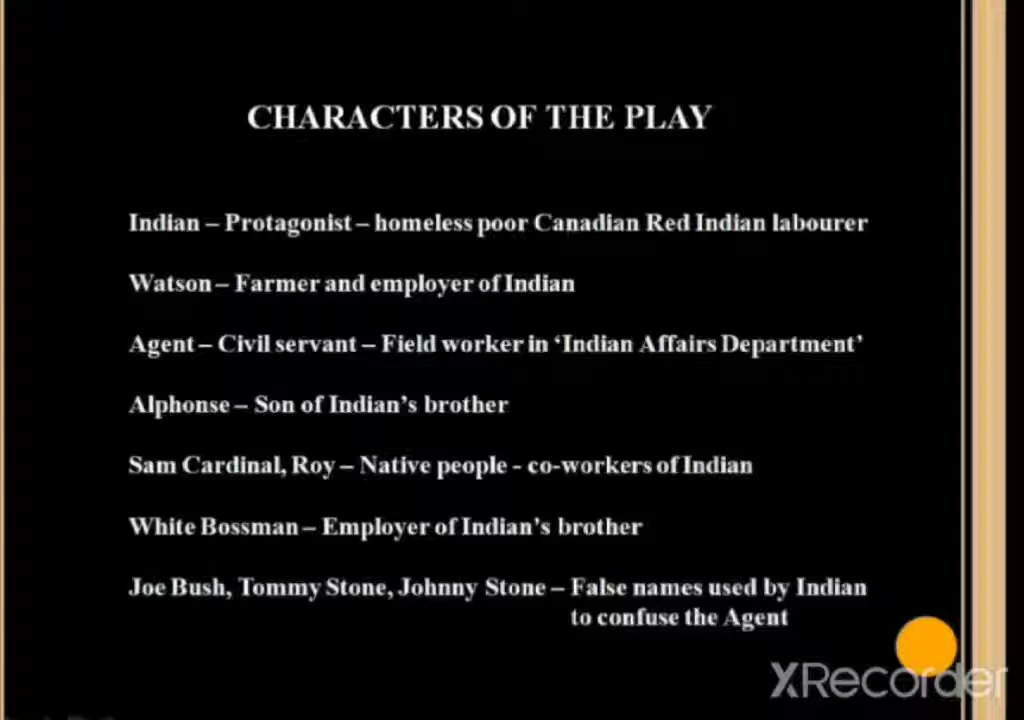 CHARACTERS OF THE PLAY
Indian – Protagonist – homeless poor Canadian Red Indian labourer
Watson – Farmer and employer of Indian
Agent – Civil servant – Field worker in ‘Indian Affairs Department’
Alphonse – Son of Indian’s brother
Sam Cardinal, Roy – Native people - co-workers of Indian
White Bossman – Employer of Indian’s brother
Joe Bush, Tommy Stone, Johnny Stone – False names used by Indian
to confuse the Agent
XRecorder